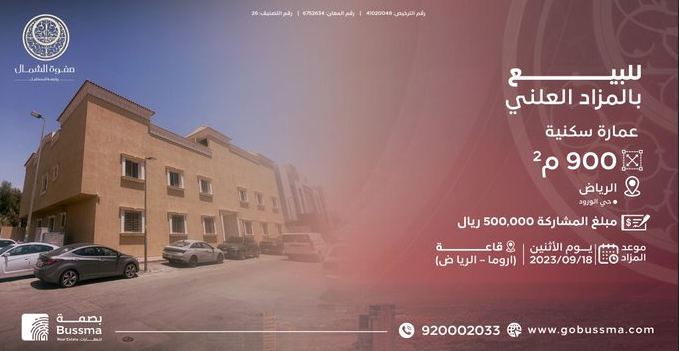 رقم الترخيص: 41020048 | رقم المعلن: 6752634 | رقم التصنيف: 26
صفوة الشمال
للبيع
بالمزاد العلني
عمارة سكنية
900 م2
الرياض
حي الورود
مبلغ المشاركة 500,000 ريال
موعد المزاد
يوم الأثنين
2023/09/18
قاعة
(اروما - الرياض)
بصمة
Bussma
Real Estate للعقارات
920002033
www.gobussma.com